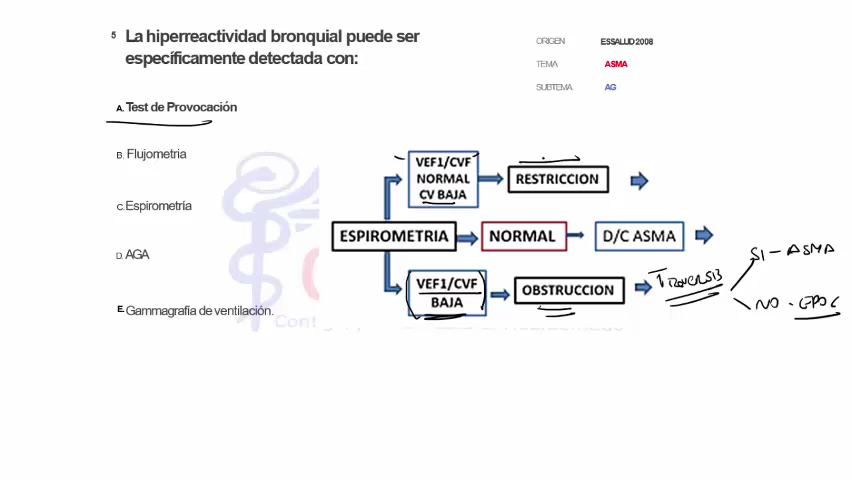 5 La hiperreactividad bronquial puede ser
específicamente detectada con:
ORIGEN ESSALUD 2008
TEMA ASMA
SUBTEMA AG
A. Test de Provocación
B. Flujometria
C. Espirometría
D. AGA
E. Gammagrafía de ventilación.
VEF1/CVF
NORMAL
CV BAJA
RESTRICCION
ESPIROMETRIA
NORMAL
D/C ASMA
VEF1/CVF
BAJA
OBSTRUCCION
SI - ASMA
NO - EPOC